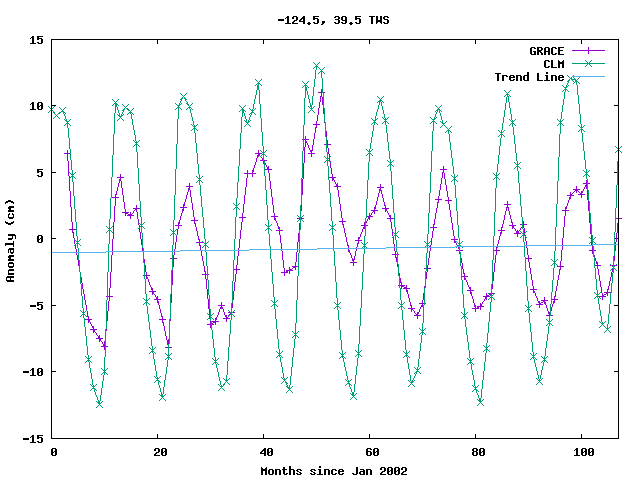 -124.5, 39.5 TWS
GRACE
CLM
Trend Line
15
10
5
0
-5
-10
-15
Anomaly (cm)
0 20 40 60 80 100
Months since Jan 2002